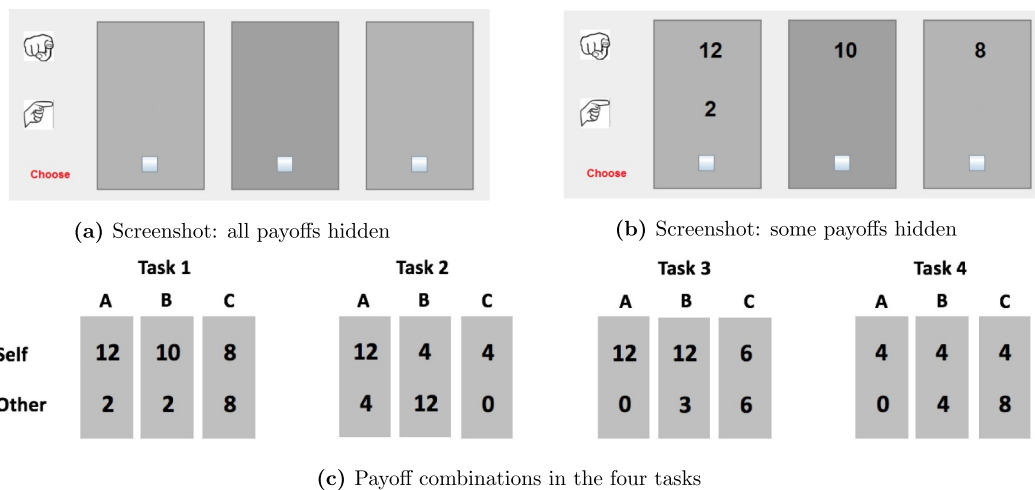 12 10 8
2
Choose
Choose
(a) Screenshot: all payoffs hidden
(b) Screenshot: some payoffs hidden
Task 1 Task 2 Task 3 Task 4
A B C A B C A B C A B C
Self 12 10 8 12 4 4 12 12 6 4 4 4
Other 2 2 8 4 12 0 0 3 6 0 4 8
(c) Payoff combinations in the four tasks